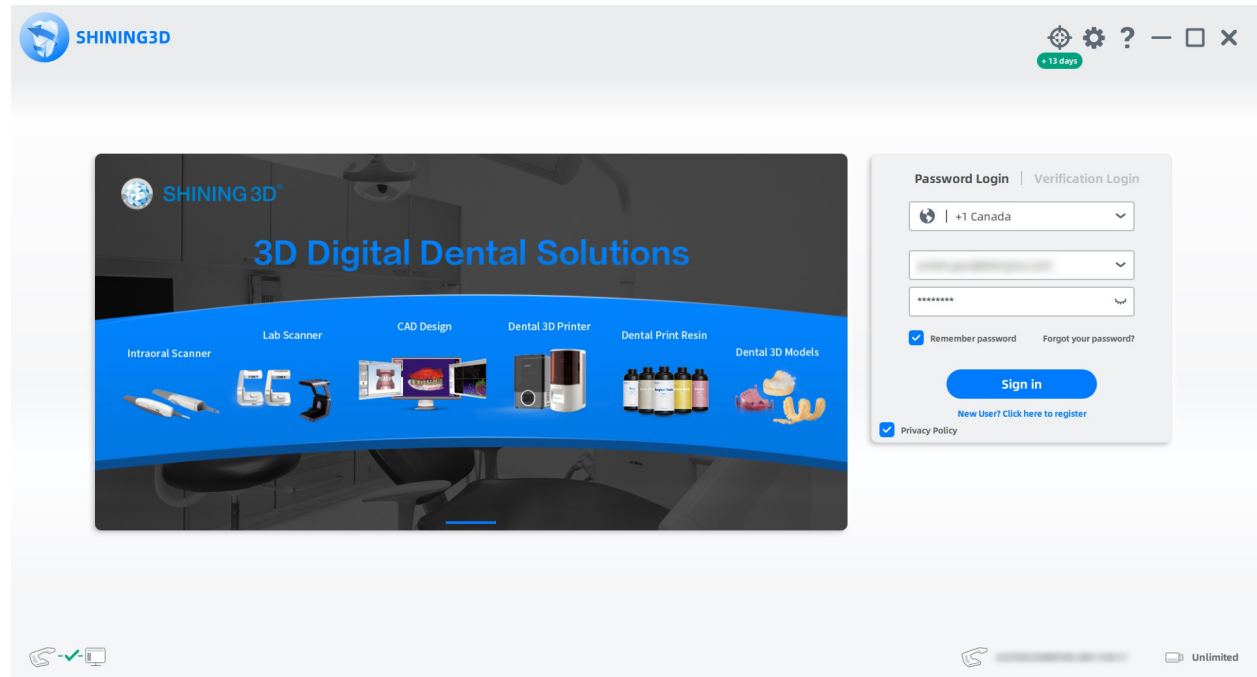 SHINING3D
?
+ 13 days
SHINING 3D®
3D Digital Dental Solutions
Intraoral Scanner
Lab Scanner
CAD Design
Dental 3D Printer
Dental Print Resin
Dental 3D Models
Password Login | Verification Login
+1 Canada
********
Remember password
Forgot your password?
Sign in
New User? Click here to register
Privacy Policy
Unlimited